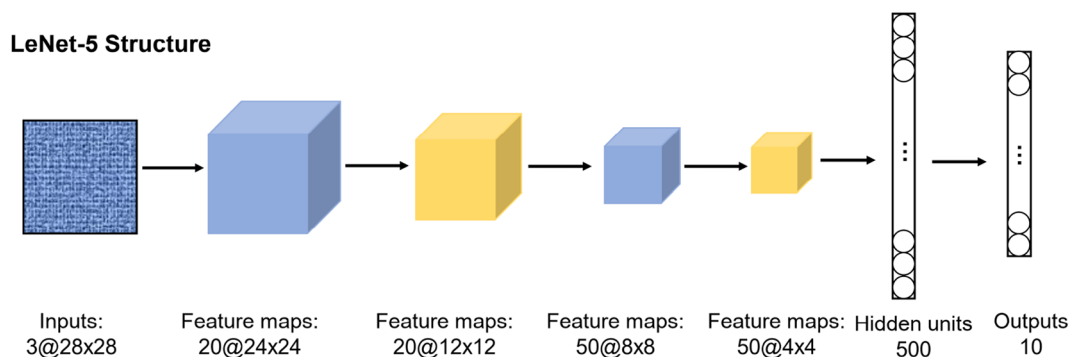 LeNet-5 Structure
Inputs:
3@28x28
Feature maps:
20@24x24
Feature maps:
20@12x12
Feature maps:
50@8x8
Feature maps:
50@4x4
Hidden units
500
Outputs
10